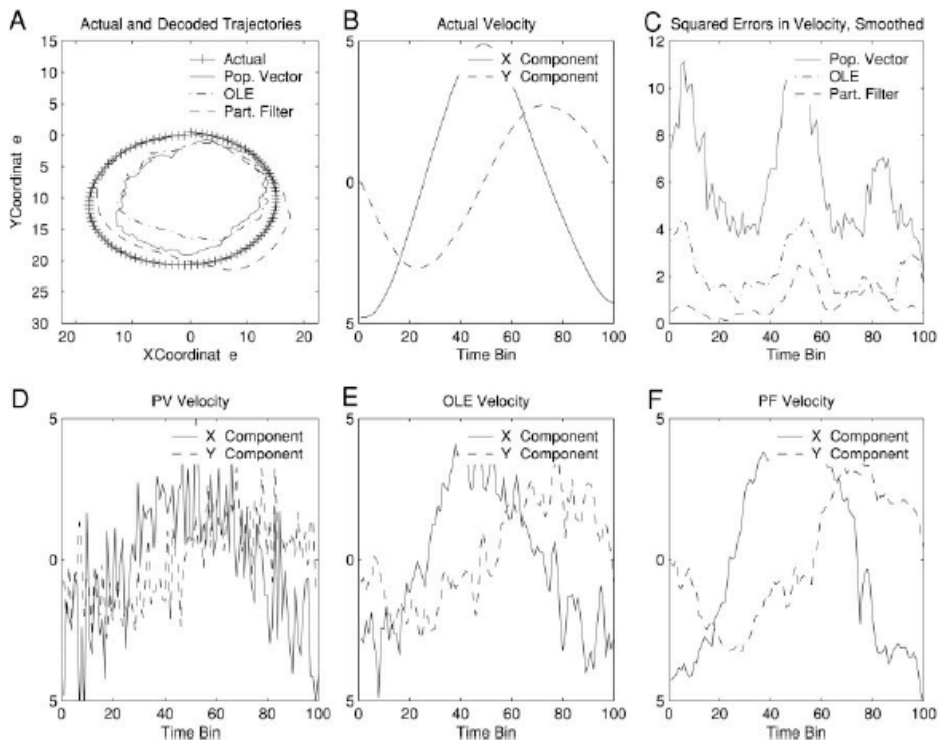 A
Actual and Decoded Trajectories
15
10
5
0
5
10
15
20
25
30
20
10
0
10
20
YCoordinat e
XCoordinat e
Actual
Pop. Vector
OLE
Part. Filter
B
Actual Velocity
5
0
5
0
20
40
60
80
100
Time Bin
X Component
Y Component
C
Squared Errors in Velocity, Smoothed
12
10
8
6
4
2
0
0
20
40
60
80
100
Time Bin
Pop. Vector
OLE
Part. Filter
D
PV Velocity
5
0
5
0
20
40
60
80
100
Time Bin
X Component
Y Component
E
OLE Velocity
5
0
5
0
20
40
60
80
100
Time Bin
X Component
Y Component
F
PF Velocity
5
0
5
0
20
40
60
80
100
Time Bin
X Component
Y Component